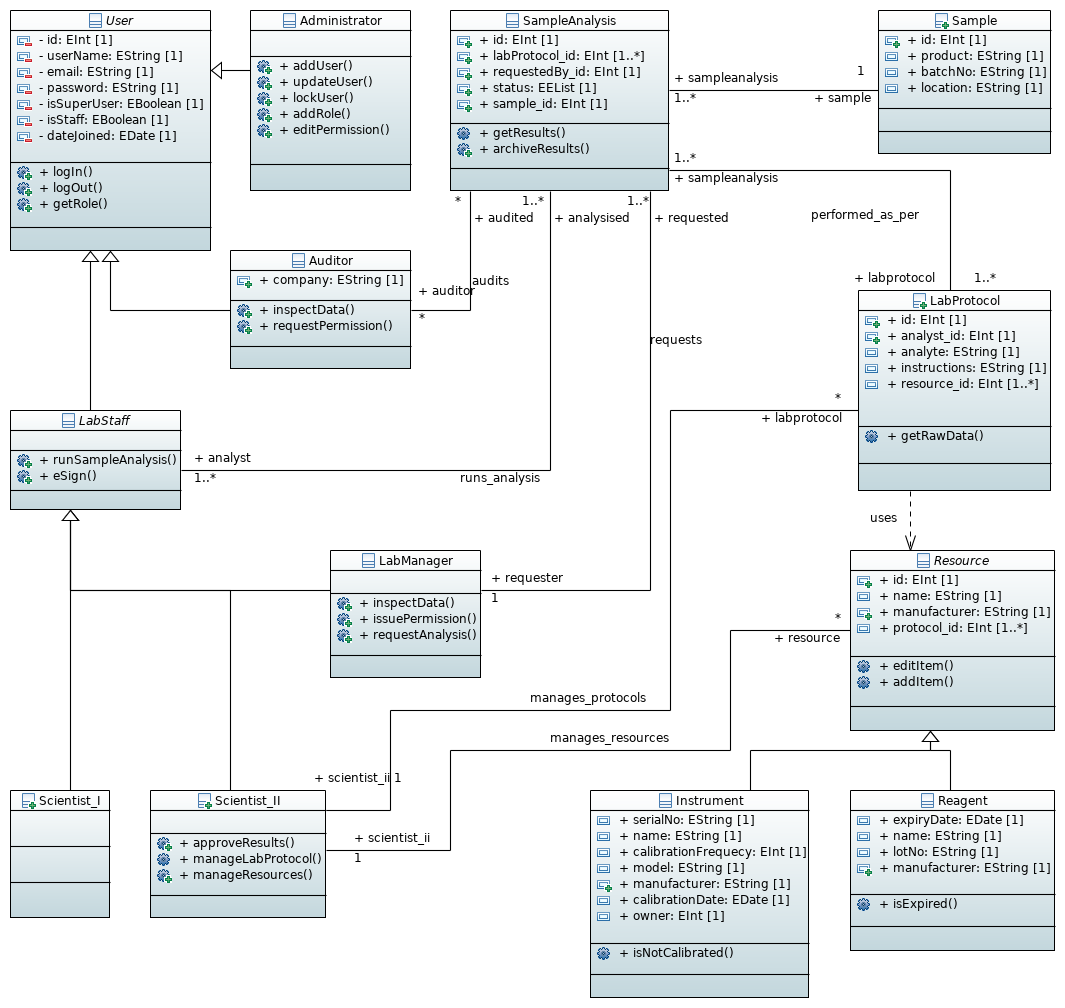 User
- id: EInt [1]
- userName: EString [1]
- email: EString [1]
- password: EString [1]
- isSuperUser: EBoolean [1]
- isStaff: EBoolean [1]
- dateJoined: EDate [1]
+ logIn()
+ logOut()
+ getRole()
Administrator
+ addUser()
+ updateUser()
+ lockUser()
+ addRole()
+ editPermission()
SampleAnalysis
+ id: EInt [1]
+ labProtocol_id: EInt [1..*]
+ requestedBy_id: EInt [1]
+ status: EEList [1]
+ sample_id: EInt [1]
+ getResults()
+ archiveResults()
+ sampleanalysis
1..*
1
+ sample
Sample
+ id: EInt [1]
+ product: EString [1]
+ batchNo: EString [1]
+ location: EString [1]
1..*
+ sampleanalysis
performed_as_per
+ labprotocol
1..*
*
+ audited
1..*
+ analysised
1..*
+ requested
Auditor
+ company: EString [1]
+ inspectData()
+ requestPermission()
+ auditor
*
audits
requests
LabProtocol
+ id: EInt [1]
+ analyst_id: EInt [1]
+ analyte: EString [1]
+ instructions: EString [1]
+ resource_id: EInt [1..*]
+ getRawData()
*
+ labprotocol
LabStaff
+ runSampleAnalysis()
+ eSign()
+ analyst
1..*
runs_analysis
uses
LabManager
+ inspectData()
+ issuePermission()
+ requestAnalysis()
+ requester
1
Resource
+ id: EInt [1]
+ name: EString [1]
+ manufacturer: EString [1]
+ protocol_id: EInt [1..*]
+ editItem()
+ addItem()
*
+ resource
manages_protocols
manages_resources
+ scientist_ii 1
+ scientist_ii
1
Scientist_I
Scientist_II
+ approveResults()
+ manageLabProtocol()
+ manageResources()
Instrument
+ serialNo: EString [1]
+ name: EString [1]
+ calibrationFrequecy: EInt [1]
+ model: EString [1]
+ manufacturer: EString [1]
+ calibrationDate: EDate [1]
+ owner: EInt [1]
+ isNotCalibrated()
Reagent
+ expiryDate: EDate [1]
+ name: EString [1]
+ lotNo: EString [1]
+ manufacturer: EString [1]
+ isExpired()